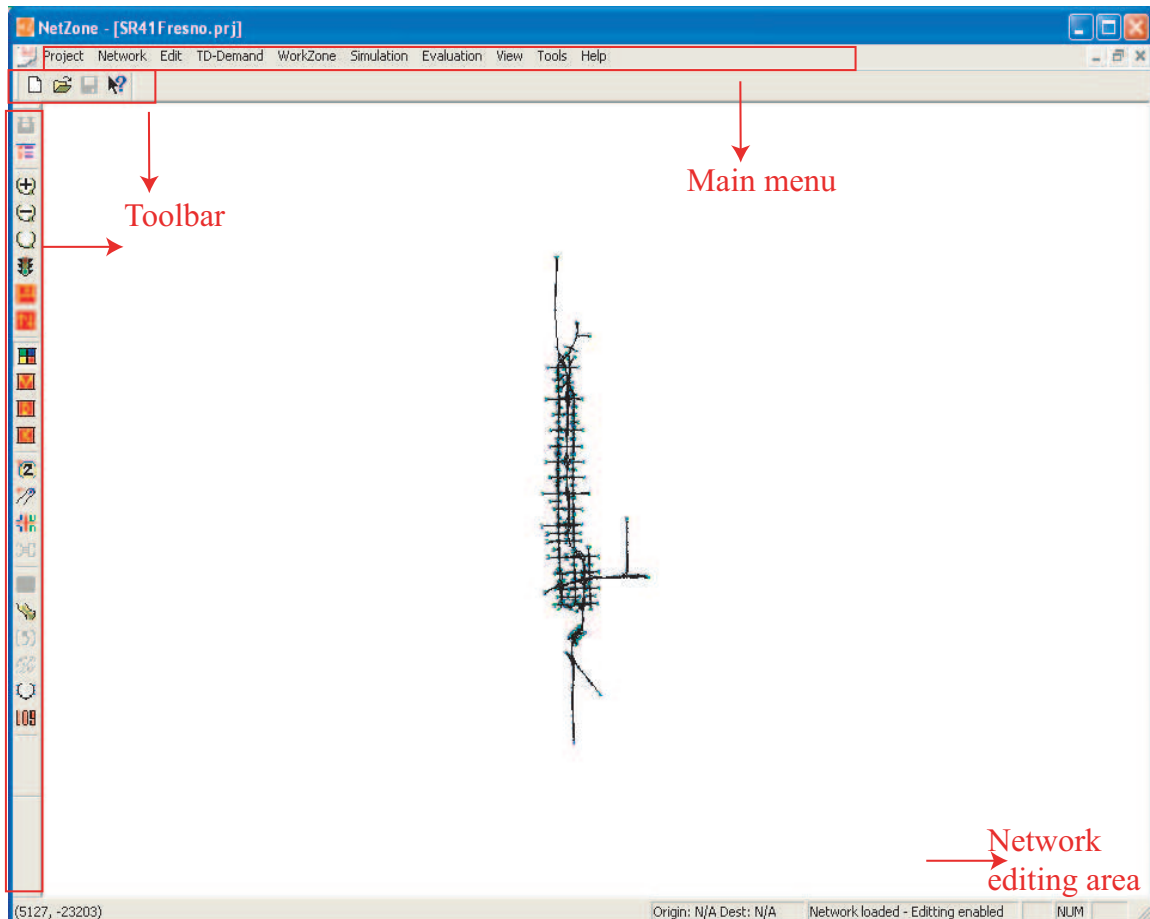 NetZone - [SR41Fresno.prj]
Project Network Edit TD-Demand WorkZone Simulation Evaluation View Tools Help
Main menu
Toolbar
Network
editing area
(5127, -23203)
Origin: N/A Dest: N/A
Network loaded - Editting enabled
NUM